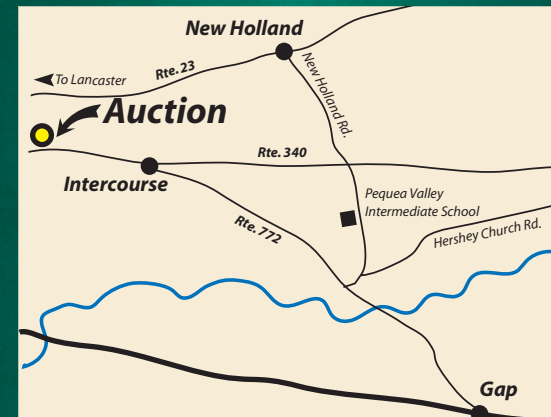 New Holland
To Lancaster
Rte. 23
New Holland Rd.
Auction
Rte. 340
Intercourse
Pequea Valley
Intermediate School
Rte. 772
Hershey Church Rd.
Gap